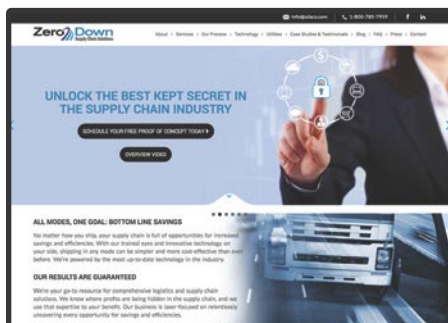 info@zdscs.com 1-800-785-7959 f in
Zero Down
Supply Chain Solutions
About Services Our Process Technology Utilities Case Studies & Testimonials Blog FAQ Press Contact
UNLOCK THE BEST KEPT SECRET IN
THE SUPPLY CHAIN INDUSTRY
SCHEDULE YOUR FREE PROOF OF CONCEPT TODAY
OVERVIEW VIDEO
ALL MODES, ONE GOAL: BOTTOM LINE SAVINGS
No matter how you ship, your supply chain is full of opportunities for increased
savings and efficiencies. With our trained eyes and innovative technology on
your side, shipping in any mode can be simpler and more cost-effective than ever
before. We're powered by the most up-to-date technology in the industry.
OUR RESULTS ARE GUARANTEED
We're your go-to resource for comprehensive logistics and supply chain
solutions. We know where profits are being hidden in the supply chain, and we
use that expertise to your benefit. Our business is laser-focused on relentlessly
uncovering every opportunity for savings and efficiencies.